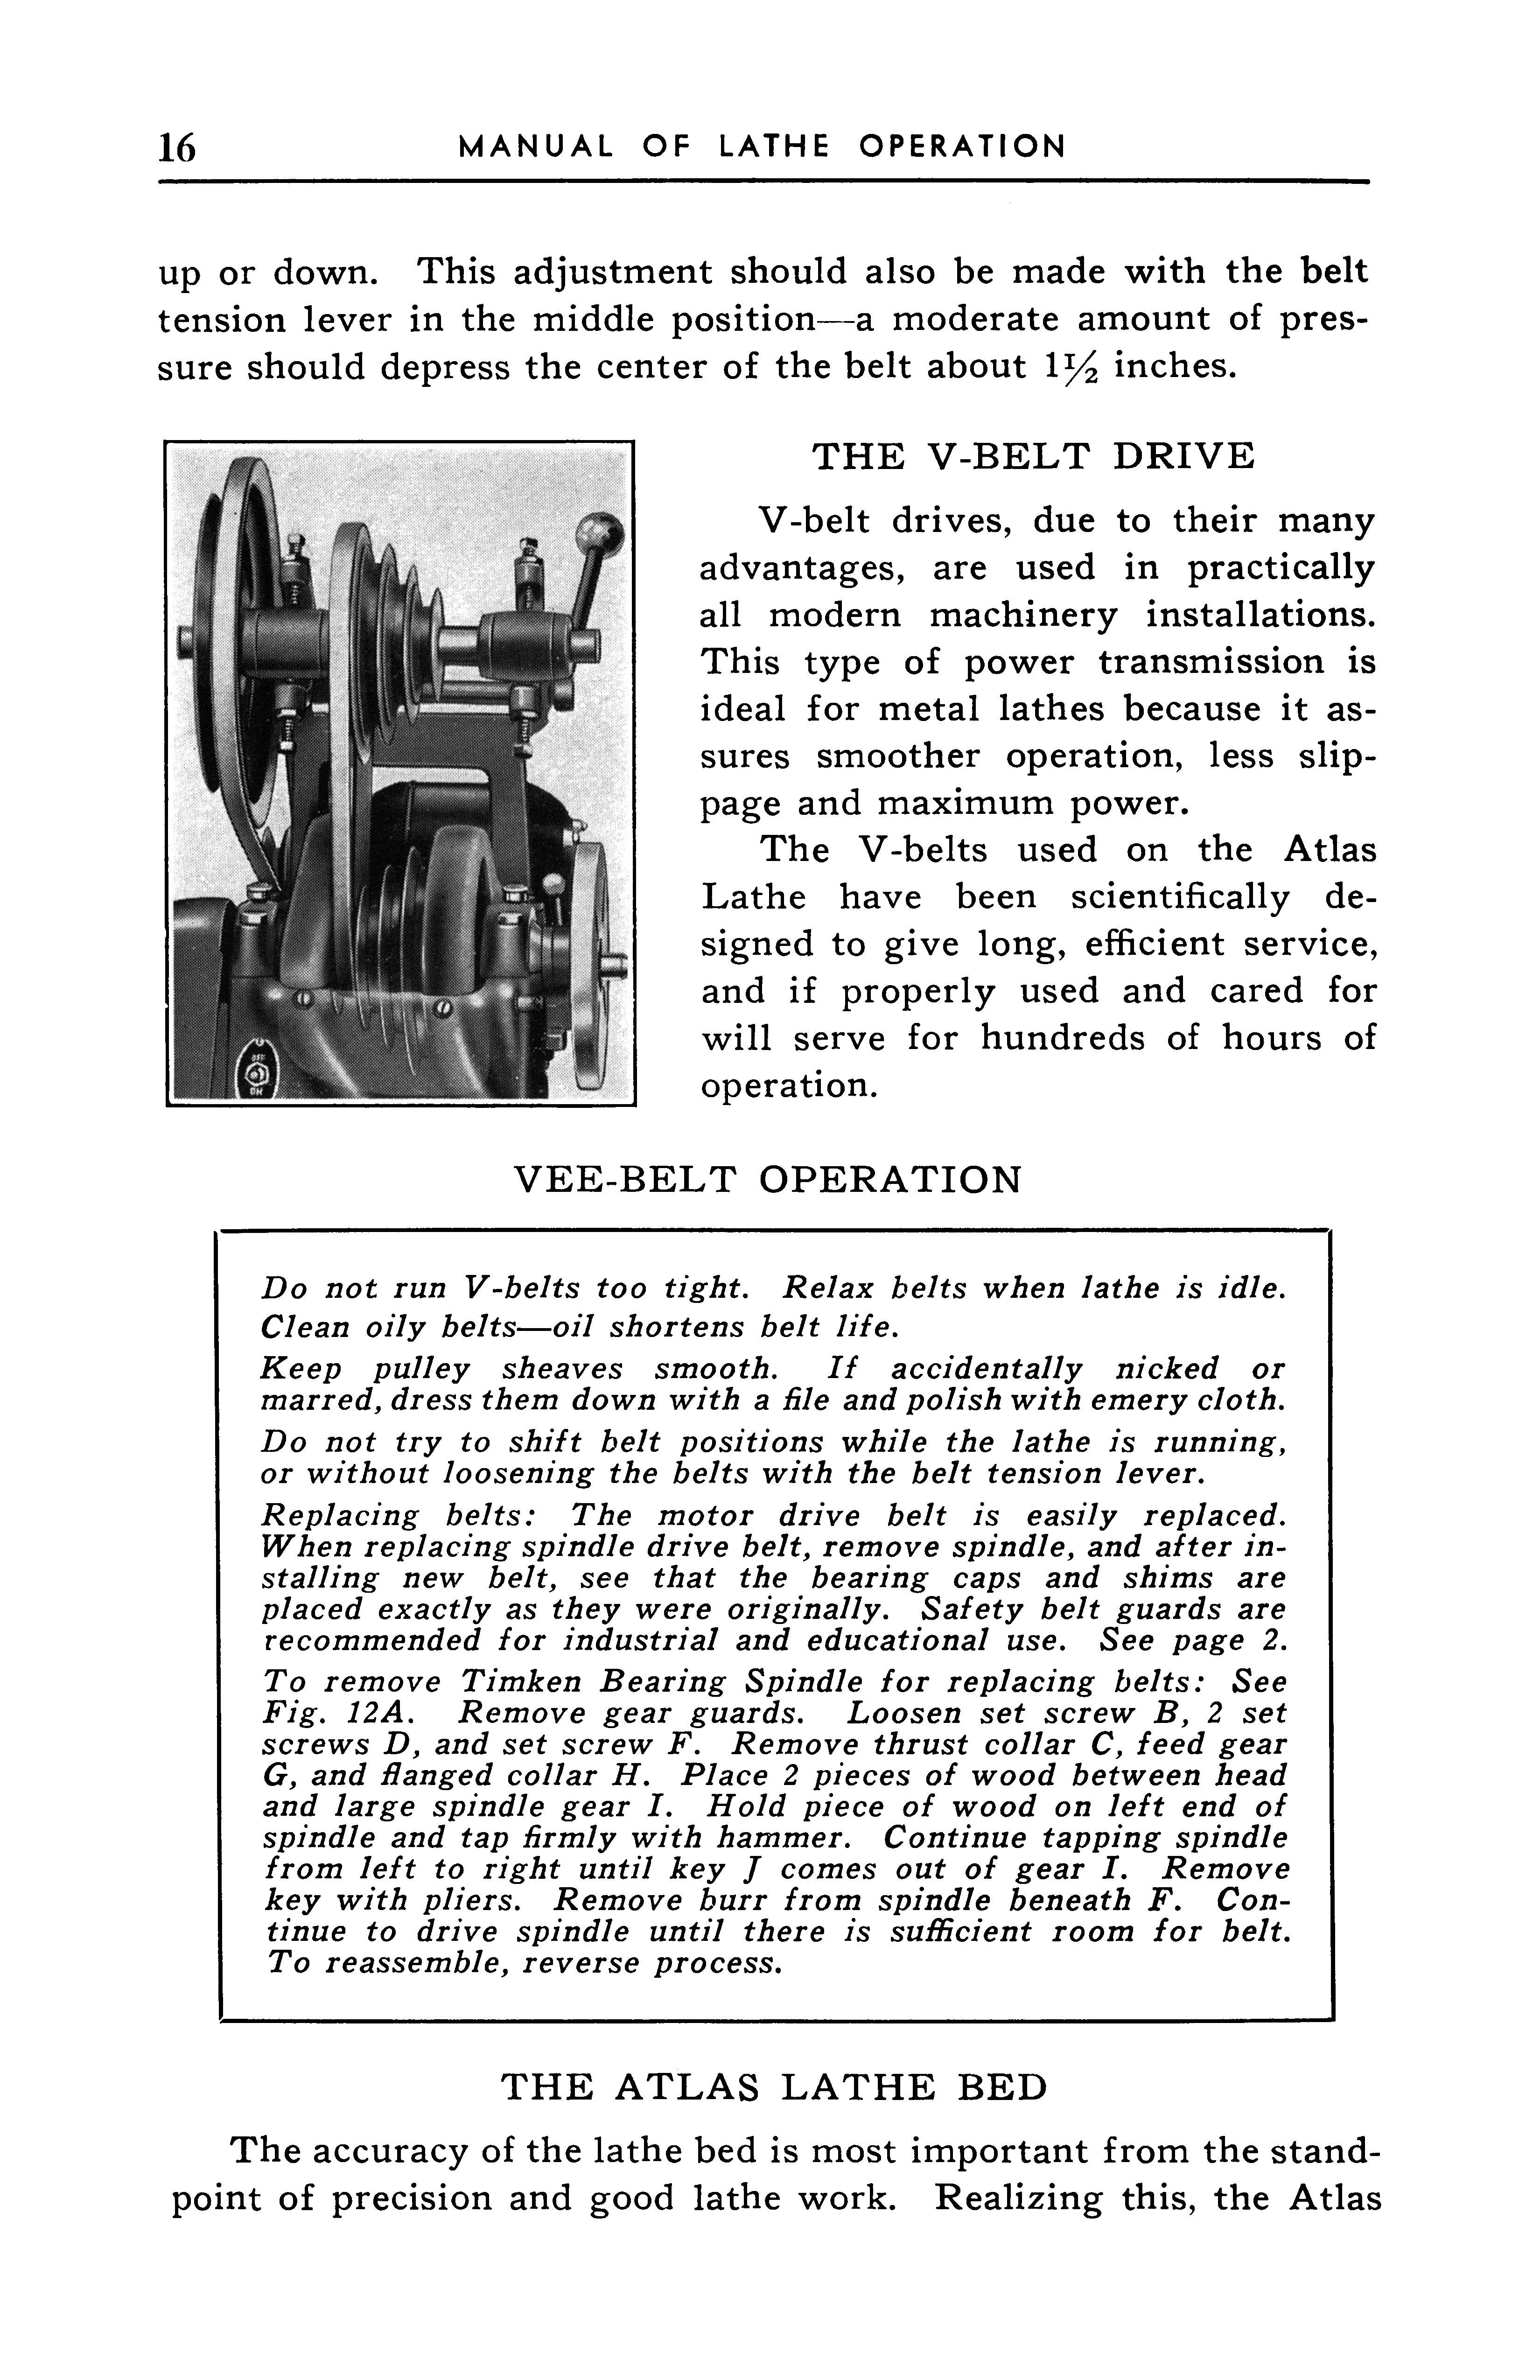 16 MANUAL OF LATHE OPERATION
up or down. This adjustment should also be made with the belt
tension lever in the middle position—a moderate amount of pres-
sure should depress the center of the belt about 1½ inches.
THE V-BELT DRIVE
V-belt drives, due to their many
advantages, are used in practically
all modern machinery installations.
This type of power transmission is
ideal for metal lathes because it as-
sures smoother operation, less slip-
page and maximum power.
The V-belts used on the Atlas
Lathe have been scientifically de-
signed to give long, efficient service,
and if properly used and cared for
will serve for hundreds of hours of
operation.
OFF
ON
VEE-BELT OPERATION
Do not run V-belts too tight. Relax belts when lathe is idle.
Clean oily belts—oil shortens belt life.
Keep pulley sheaves smooth. If accidentally nicked or
marred, dress them down with a file and polish with emery cloth.
Do not try to shift belt positions while the lathe is running,
or without loosening the belts with the belt tension lever.
Replacing belts: The motor drive belt is easily replaced.
When replacing spindle drive belt, remove spindle, and after in-
stalling new belt, see that the bearing caps and shims are
placed exactly as they were originally. Safety belt guards are
recommended for industrial and educational use. See page 2.
To remove Timken Bearing Spindle for replacing belts: See
Fig. 12A. Remove gear guards. Loosen set screw B, 2 set
screws D, and set screw F. Remove thrust collar C, feed gear
G, and flanged collar H. Place 2 pieces of wood between head
and large spindle gear I. Hold piece of wood on left end of
spindle and tap firmly with hammer. Continue tapping spindle
from left to right until key J comes out of gear I. Remove
key with pliers. Remove burr from spindle beneath F. Con-
tinue to drive spindle until there is sufficient room for belt.
To reassemble, reverse process.
THE ATLAS LATHE BED
The accuracy of the lathe bed is most important from the stand-
point of precision and good lathe work. Realizing this, the Atlas